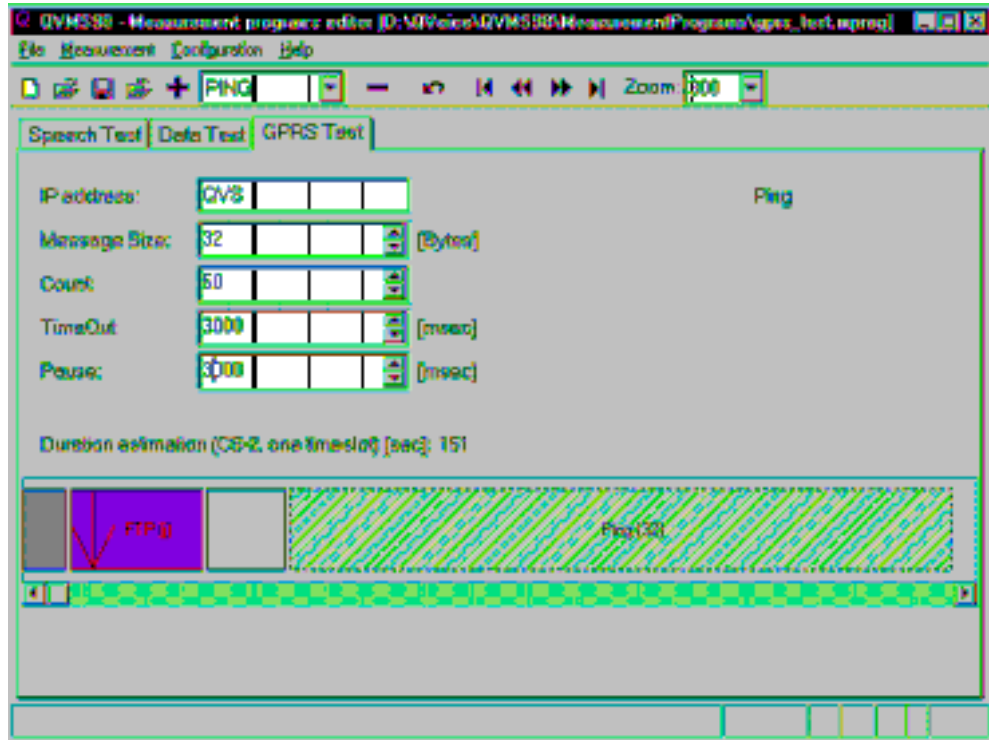 QVMS98 - Measurement programs editor [D:\QVoice\QVMS98\MeasurementPrograms\gprs_test.mprog]
File Measurement Configuration Help
PING Zoom: 300
Speech Test Data Test GPRS Test
IP address: QVS Ping
Message Size: 32 [Bytes]
Count: 50
TimeOut 3000 [msec]
Pause: 3000 [msec]
Duration estimation (CS-2, one timeslot) [sec]: 151
Ping (32)